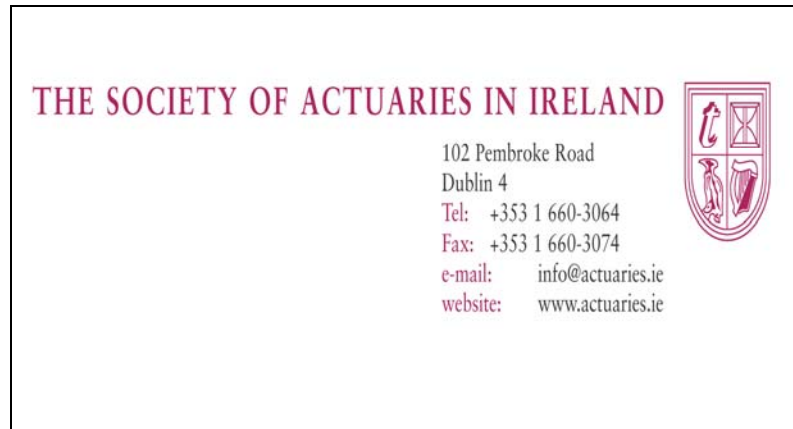 THE SOCIETY OF ACTUARIES IN IRELAND
102 Pembroke Road
Dublin 4
Tel: +353 1 660-3064
Fax: +353 1 660-3074
e-mail: info@actuaries.ie
website: www.actuaries.ie